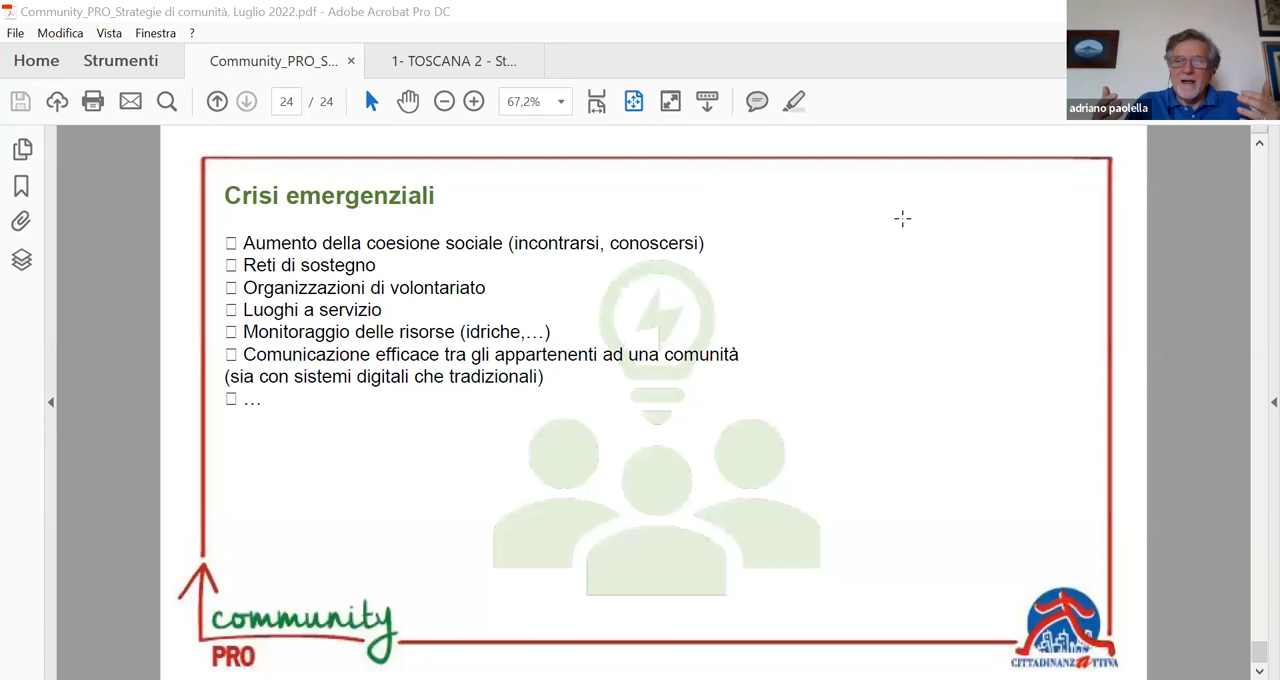 Community_PRO_Strategie di comunità, Luglio 2022.pdf - Adobe Acrobat Pro DC
File Modifica Vista Finestra ?
Home Strumenti Community_PRO_S... × 1- TOSCANA 2 - St...
24 / 24 67,2%
adriano paolella
Crisi emergenziali
Aumento della coesione sociale (incontrarsi, conoscersi)
Reti di sostegno
Organizzazioni di volontariato
Luoghi a servizio
Monitoraggio delle risorse (idriche,…)
Comunicazione efficace tra gli appartenenti ad una comunità
(sia con sistemi digitali che tradizionali)
…
community
PRO
CITTADINANZATTIVA